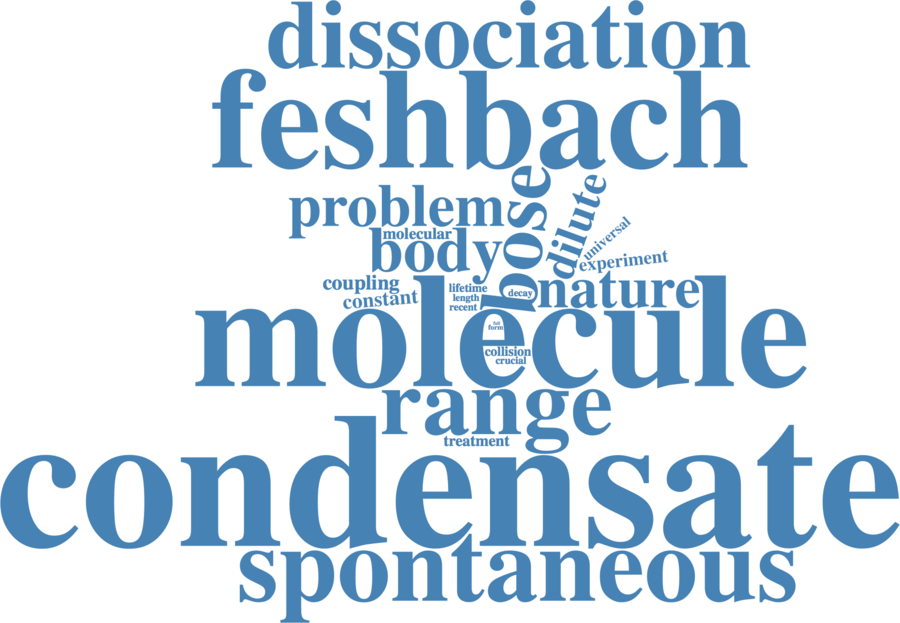 dissociation
feshbach
problem
bose
dilute
universal
molecular
body
experiment
coupling
constant
lifetime
length
recent
decay
nature
molecule
full
form
collision
crucial
range
treatment
condensate
spontaneous